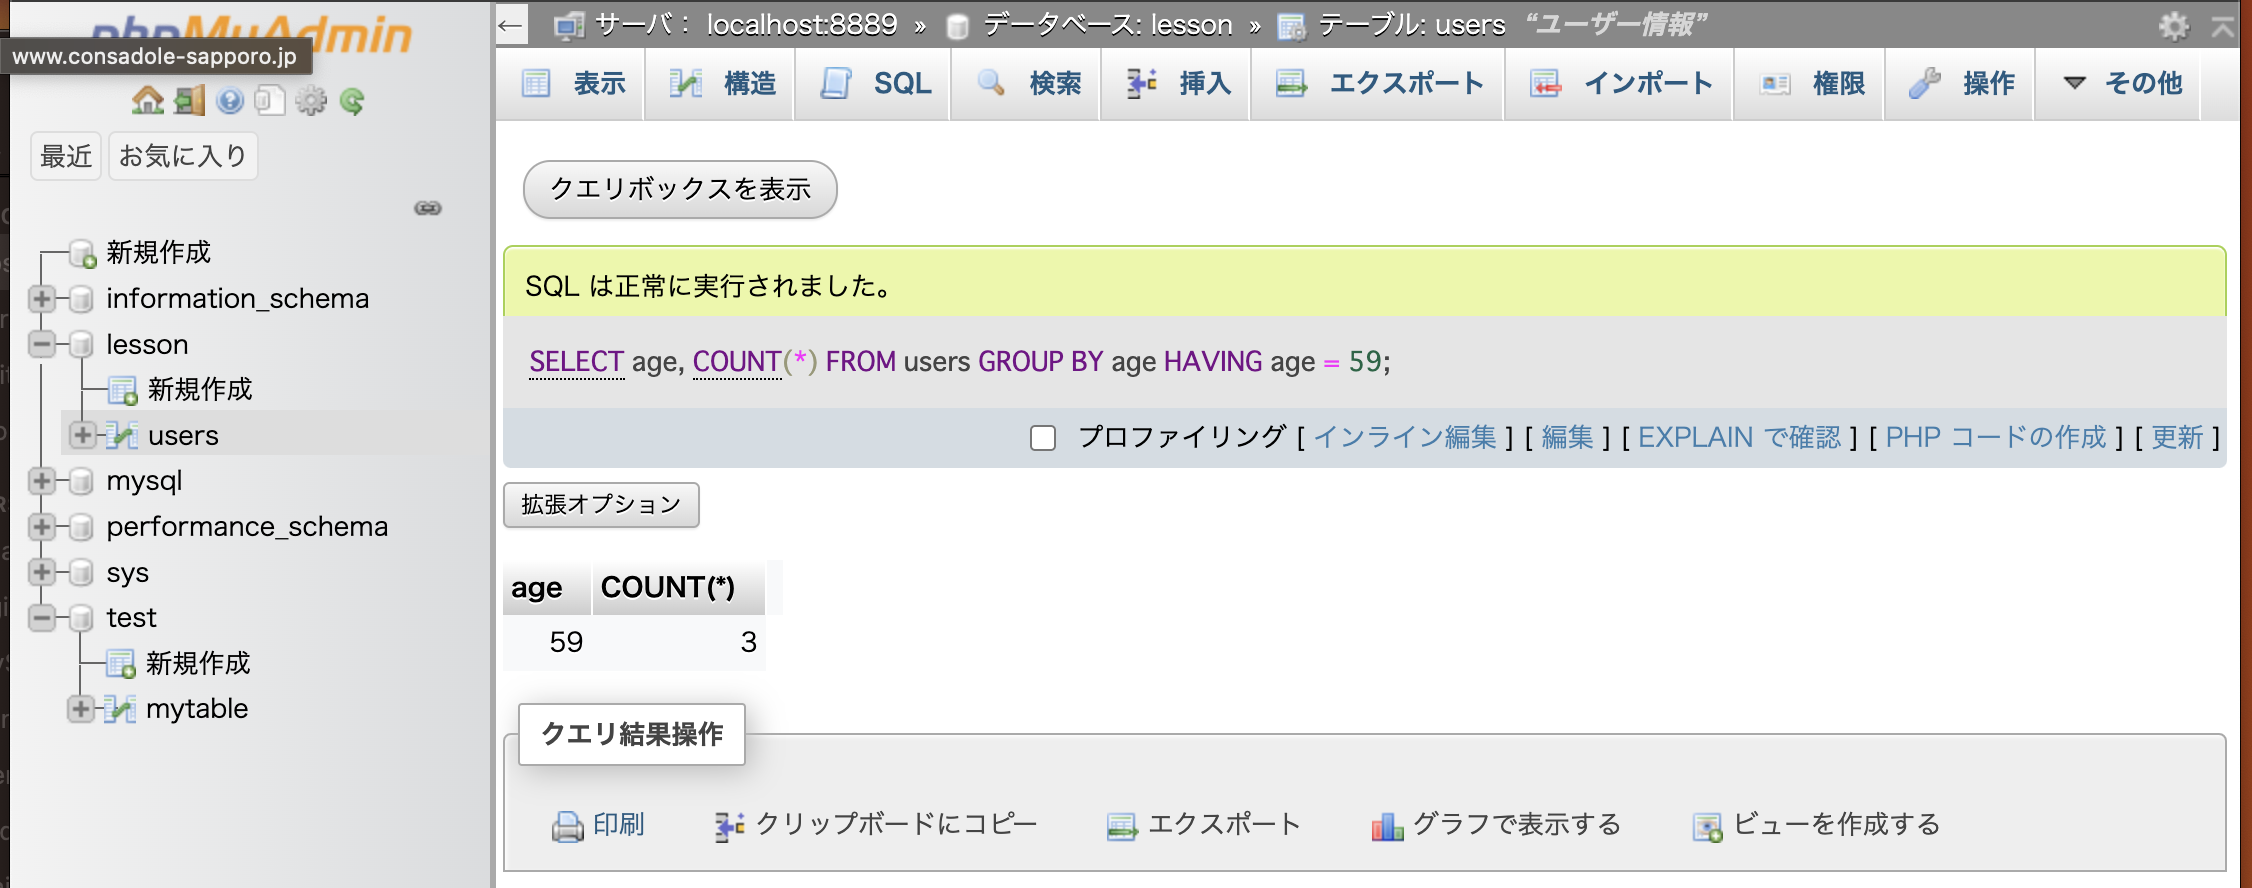 phpMyAdmin
www.consadole-sapporo.jp
最近 お気に入り
新規作成
information_schema
lesson
新規作成
users
mysql
performance_schema
sys
test
新規作成
mytable
← サーバ： localhost:8889 » データベース: lesson » テーブル: users “ユーザー情報”
表示 構造 SQL 検索 挿入 エクスポート インポート 権限 操作 その他
クエリボックスを表示
SQL は正常に実行されました。
SELECT age, COUNT(*) FROM users GROUP BY age HAVING age = 59;
プロファイリング [ インライン編集 ] [ 編集 ] [ EXPLAIN で確認 ] [ PHP コードの作成 ] [ 更新 ]
拡張オプション
age COUNT(*)
59 3
クエリ結果操作
印刷 クリップボードにコピー エクスポート グラフで表示する ビューを作成する